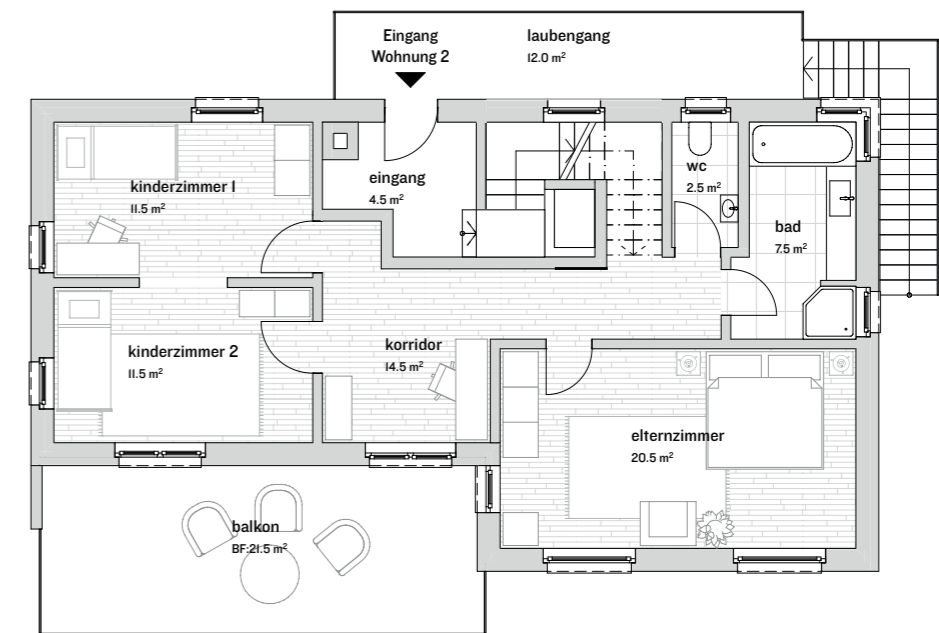 Eingang
Wohnung 2
laubengang
12.0 m²
kinderzimmer 1
11.5 m²
eingang
4.5 m²
wc
2.5 m²
bad
7.5 m²
kinderzimmer 2
11.5 m²
korridor
14.5 m²
elternzimmer
20.5 m²
balkon
BF:21.5 m²